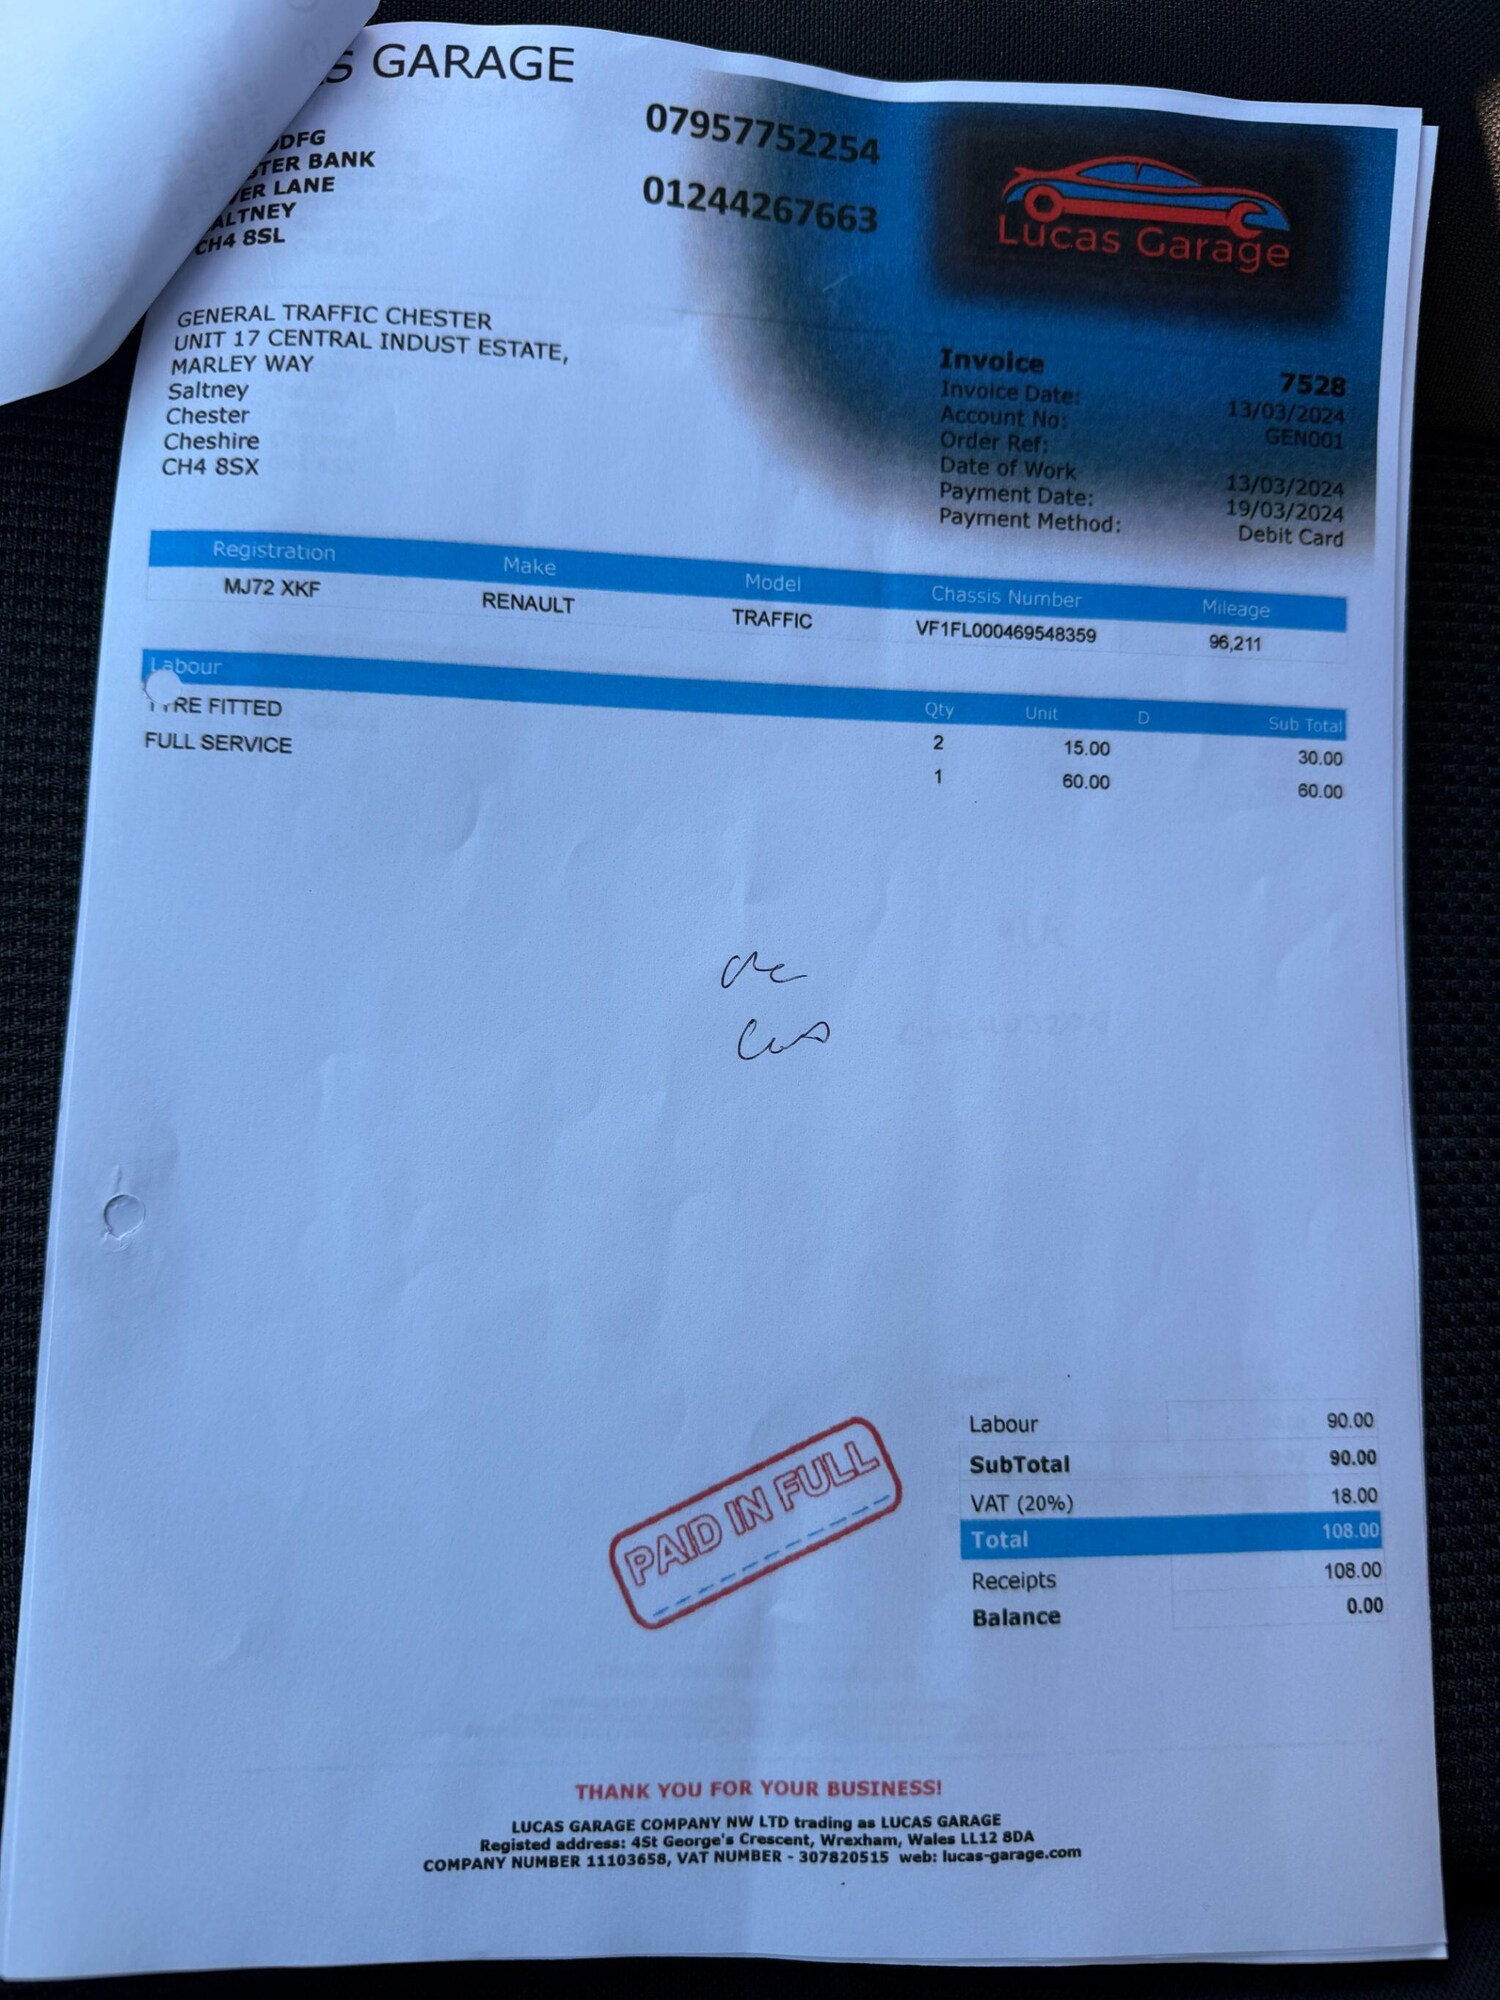 GARAGE
07957752254
01244267663
Lucas Garage
BANK
LANE
CH4 8SL
GENERAL TRAFFIC CHESTER
UNIT 17 CENTRAL INDUST ESTATE,
MARLEY WAY
Saltney
Chester
Cheshire
CH4 8SX
Invoice 7528
Invoice Date: 13/03/2024
Account No: GEN001
Order Ref:
Date of Work 13/03/2024
Payment Date: 19/03/2024
Payment Method: Debit Card
Registration Make Model Chassis Number Mileage
MJ72 XKF RENAULT TRAFFIC VF1FL000469548359 96,211
Labour Qty Unit D Sub Total
TYRE FITTED 2 15.00 30.00
FULL SERVICE 1 60.00 60.00
PAID IN FULL
Labour 90.00
SubTotal 90.00
VAT (20%) 18.00
Total 108.00
Receipts 108.00
Balance 0.00
THANK YOU FOR YOUR BUSINESS!
LUCAS GARAGE COMPANY NW LTD trading as LUCAS GARAGE
Registed address: 4St George's Crescent, Wrexham, Wales LL12 8DA
COMPANY NUMBER 11103658, VAT NUMBER - 307820515 web: lucas-garage.com